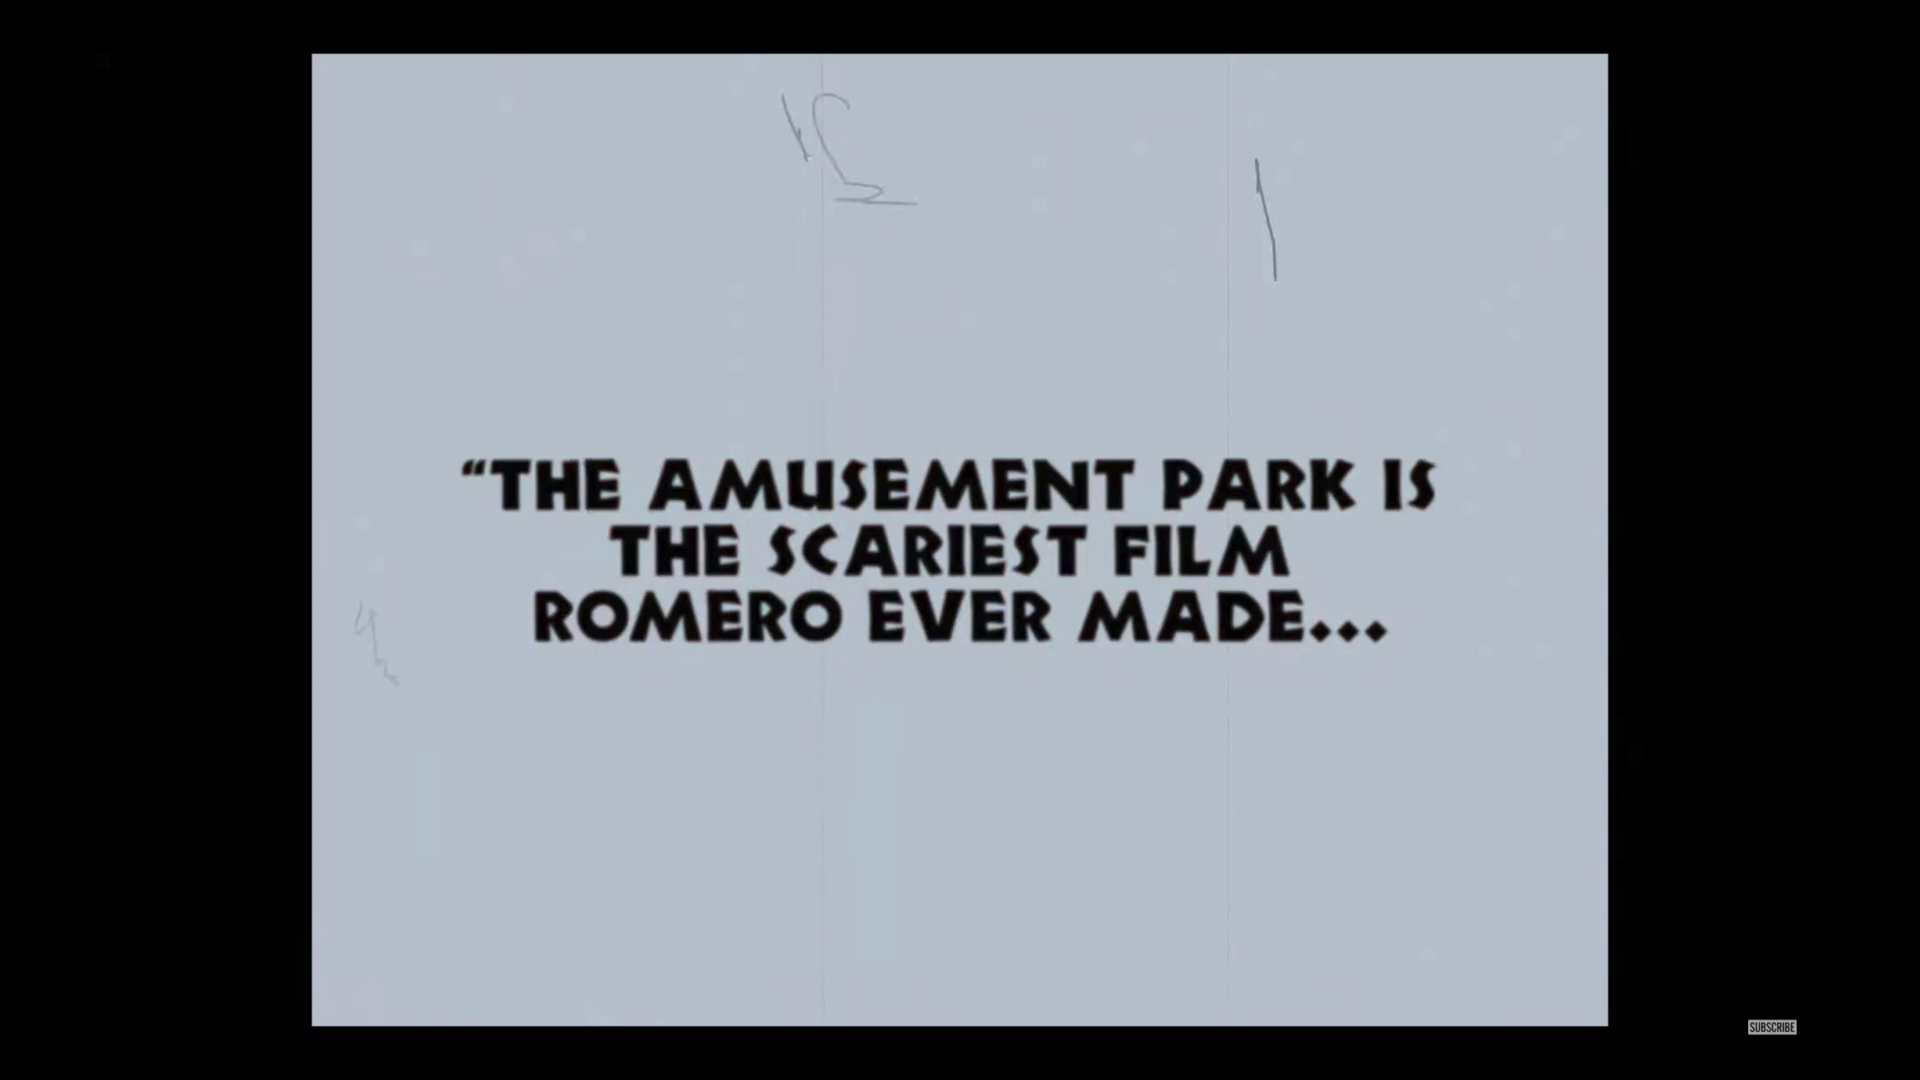 “THE AMUSEMENT PARK IS
THE SCARIEST FILM
ROMERO EVER MADE...
SUBSCRIBE